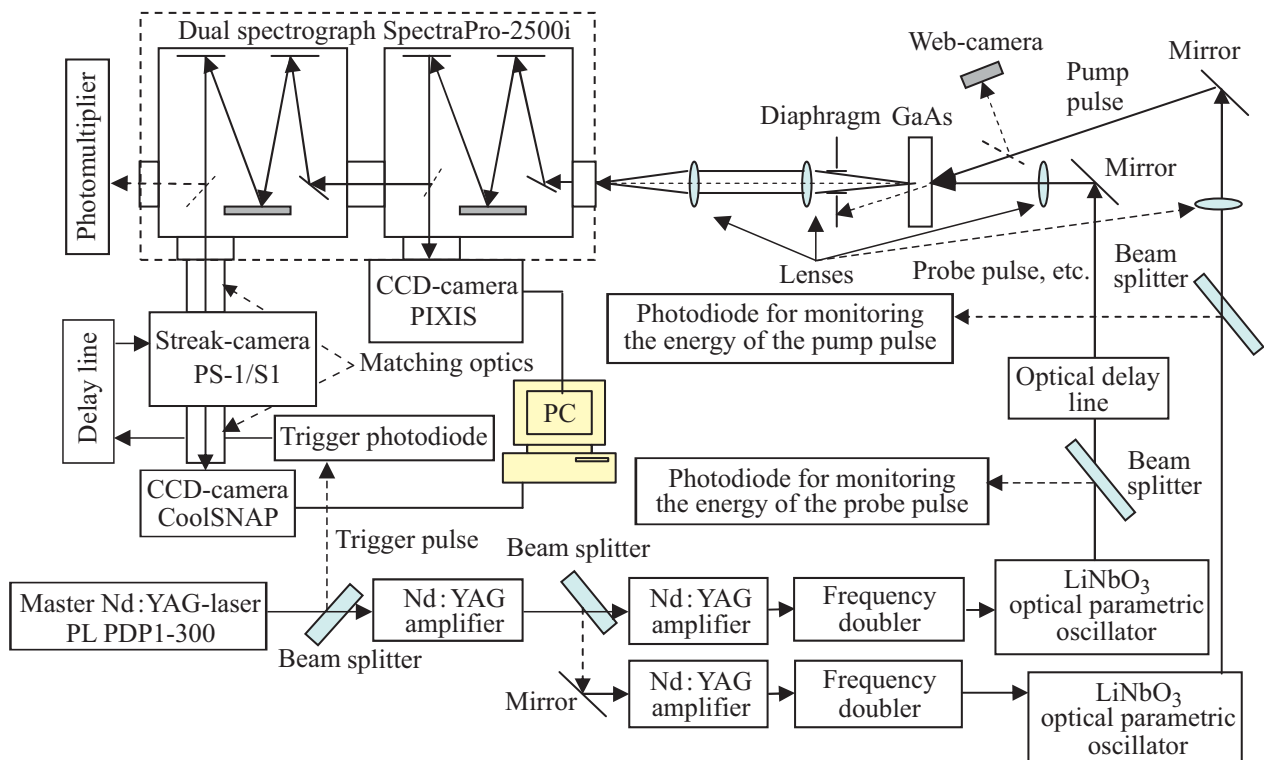 Dual spectrograph SpectraPro-2500i
Web-camera
Mirror
Pump
pulse
Photomultiplier
Diaphragm
GaAs
Mirror
Lenses
Probe pulse, etc.
Beam
splitter
CCD-camera
PIXIS
Photodiode for monitoring
the energy of the pump pulse
Delay line
Streak-camera
PS-1/S1
Matching optics
PC
Optical delay
line
Trigger photodiode
CCD-camera
CoolSNAP
Photodiode for monitoring
the energy of the probe pulse
Beam
splitter
Trigger pulse
Beam splitter
Master Nd:YAG-laser
PL PDP1-300
Beam splitter
Nd:YAG
amplifier
Nd:YAG
amplifier
Frequency
doubler
LiNbO3
optical parametric
oscillator
Mirror
Nd:YAG
amplifier
Frequency
doubler
LiNbO3
optical parametric
oscillator